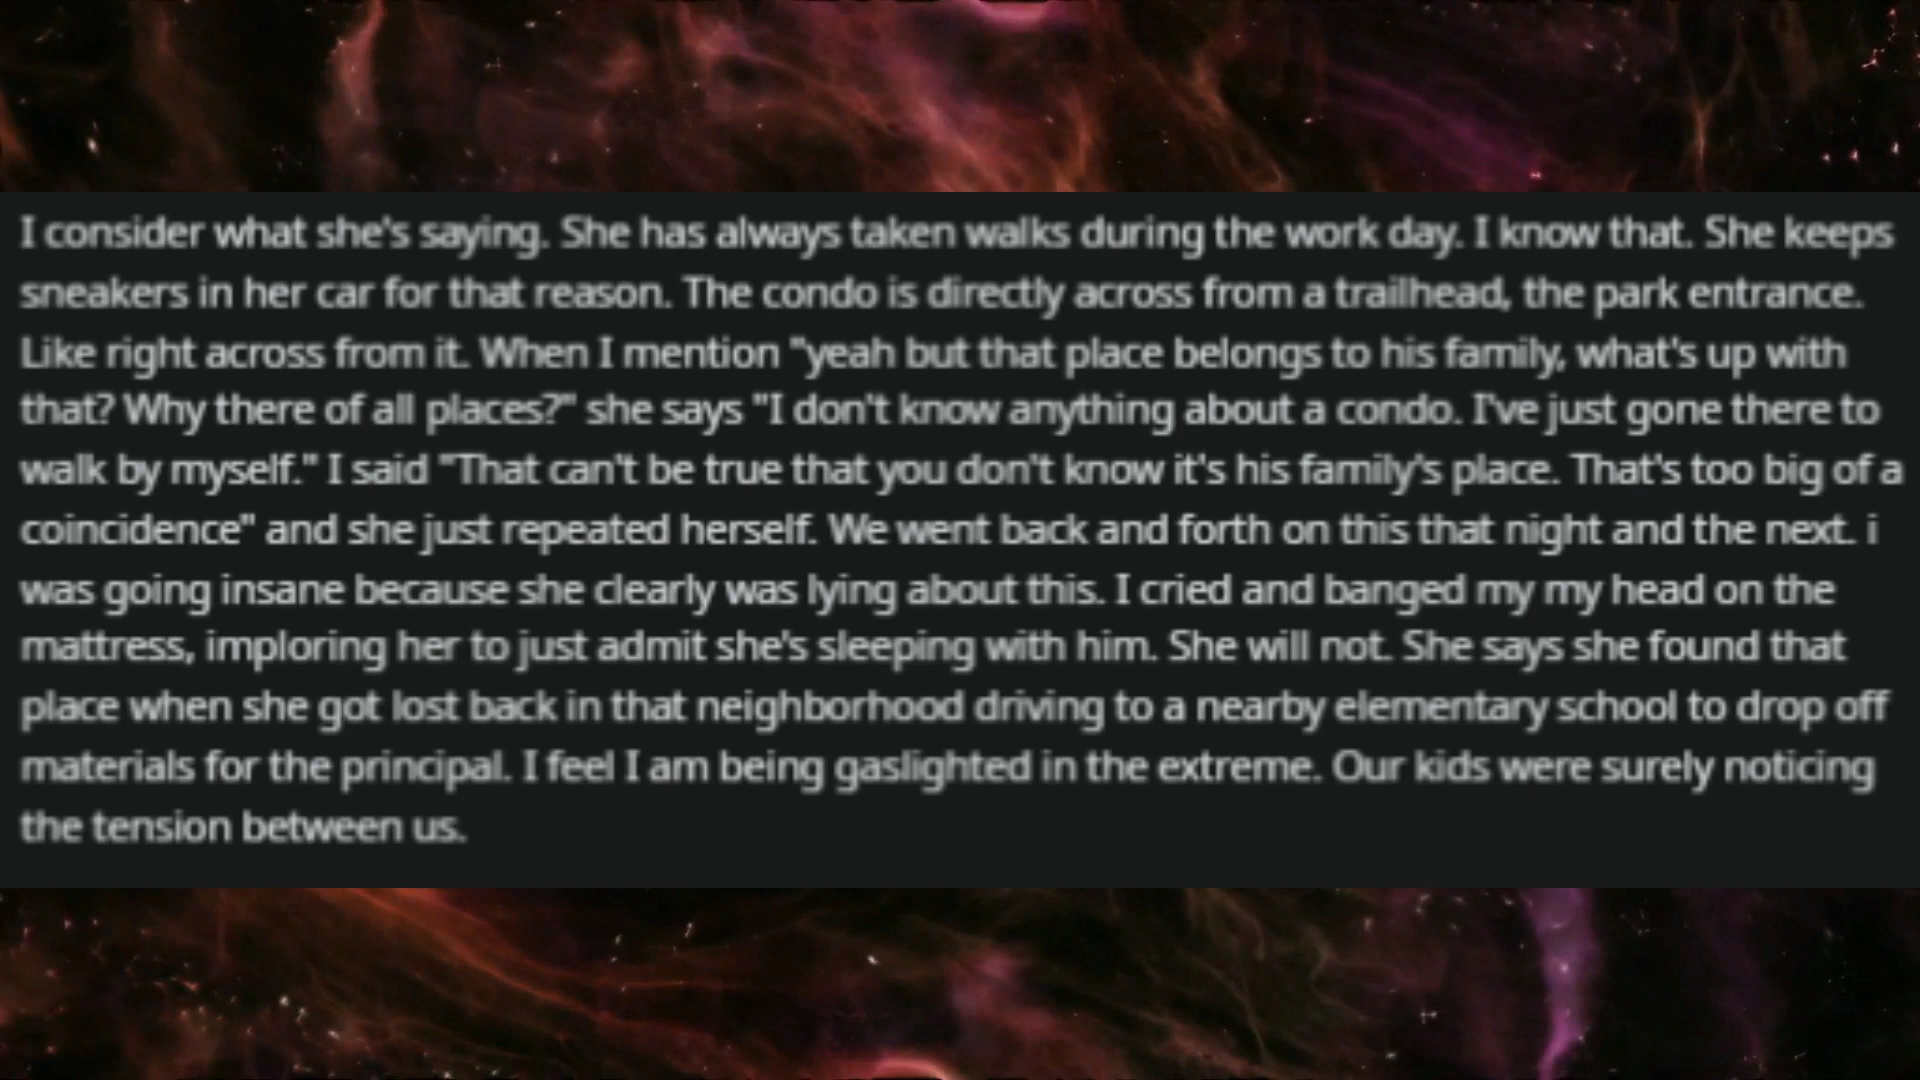 I consider what she's saying. She has always taken walks during the work day. I know that. She keeps
sneakers in her car for that reason. The condo is directly across from a trailhead, the park entrance.
Like right across from it. When I mention "yeah but that place belongs to his family, what's up with
that? Why there of all places?" she says "I don't know anything about a condo. I've just gone there to
walk by myself." I said "That can't be true that you don't know it's his family's place. That's too big of a
coincidence" and she just repeated herself. We went back and forth on this that night and the next. i
was going insane because she clearly was lying about this. I cried and banged my my head on the
mattress, imploring her to just admit she's sleeping with him. She will not. She says she found that
place when she got lost back in that neighborhood driving to a nearby elementary school to drop off
materials for the principal. I feel I am being gaslighted in the extreme. Our kids were surely noticing
the tension between us.